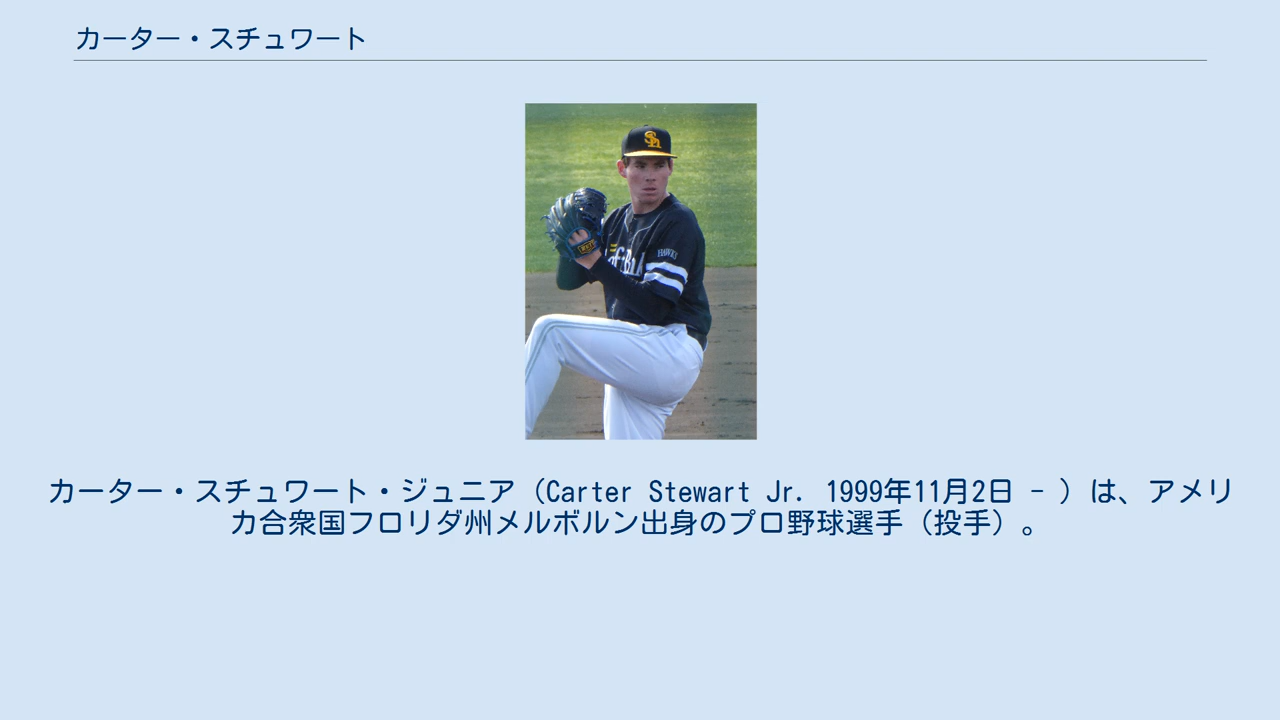 カーター・スチュワート
HAWKS
カーター・スチュワート・ジュニア（Carter Stewart Jr. 1999年11月2日 - ）は、アメリ
カ合衆国フロリダ州メルボルン出身のプロ野球選手（投手）。